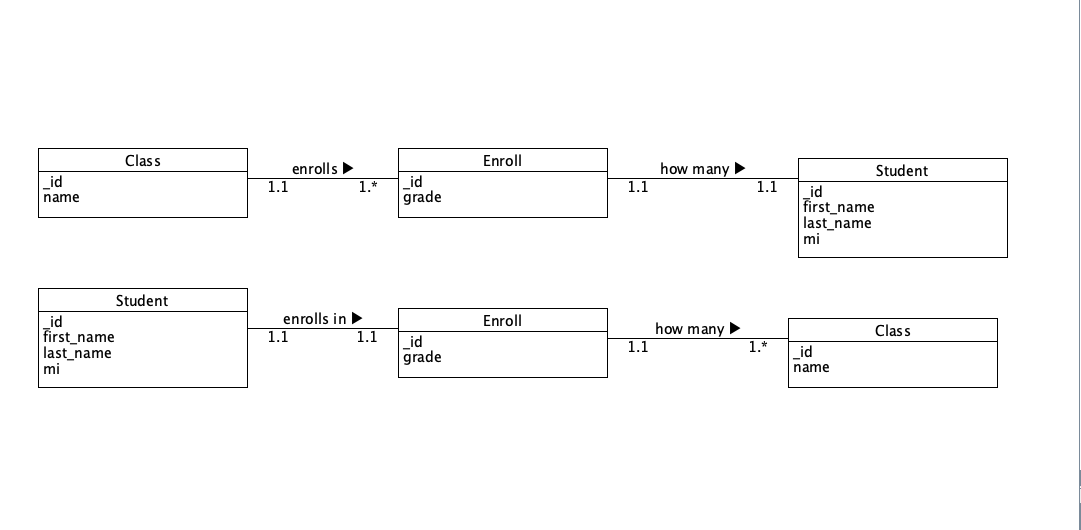 Class
_id
name
enrolls ▶
1.1
1.*
Enroll
_id
grade
how many ▶
1.1
1.1
Student
_id
first_name
last_name
mi
Student
_id
first_name
last_name
mi
enrolls in ▶
1.1
1.1
Enroll
_id
grade
how many ▶
1.1
1.*
Class
_id
name